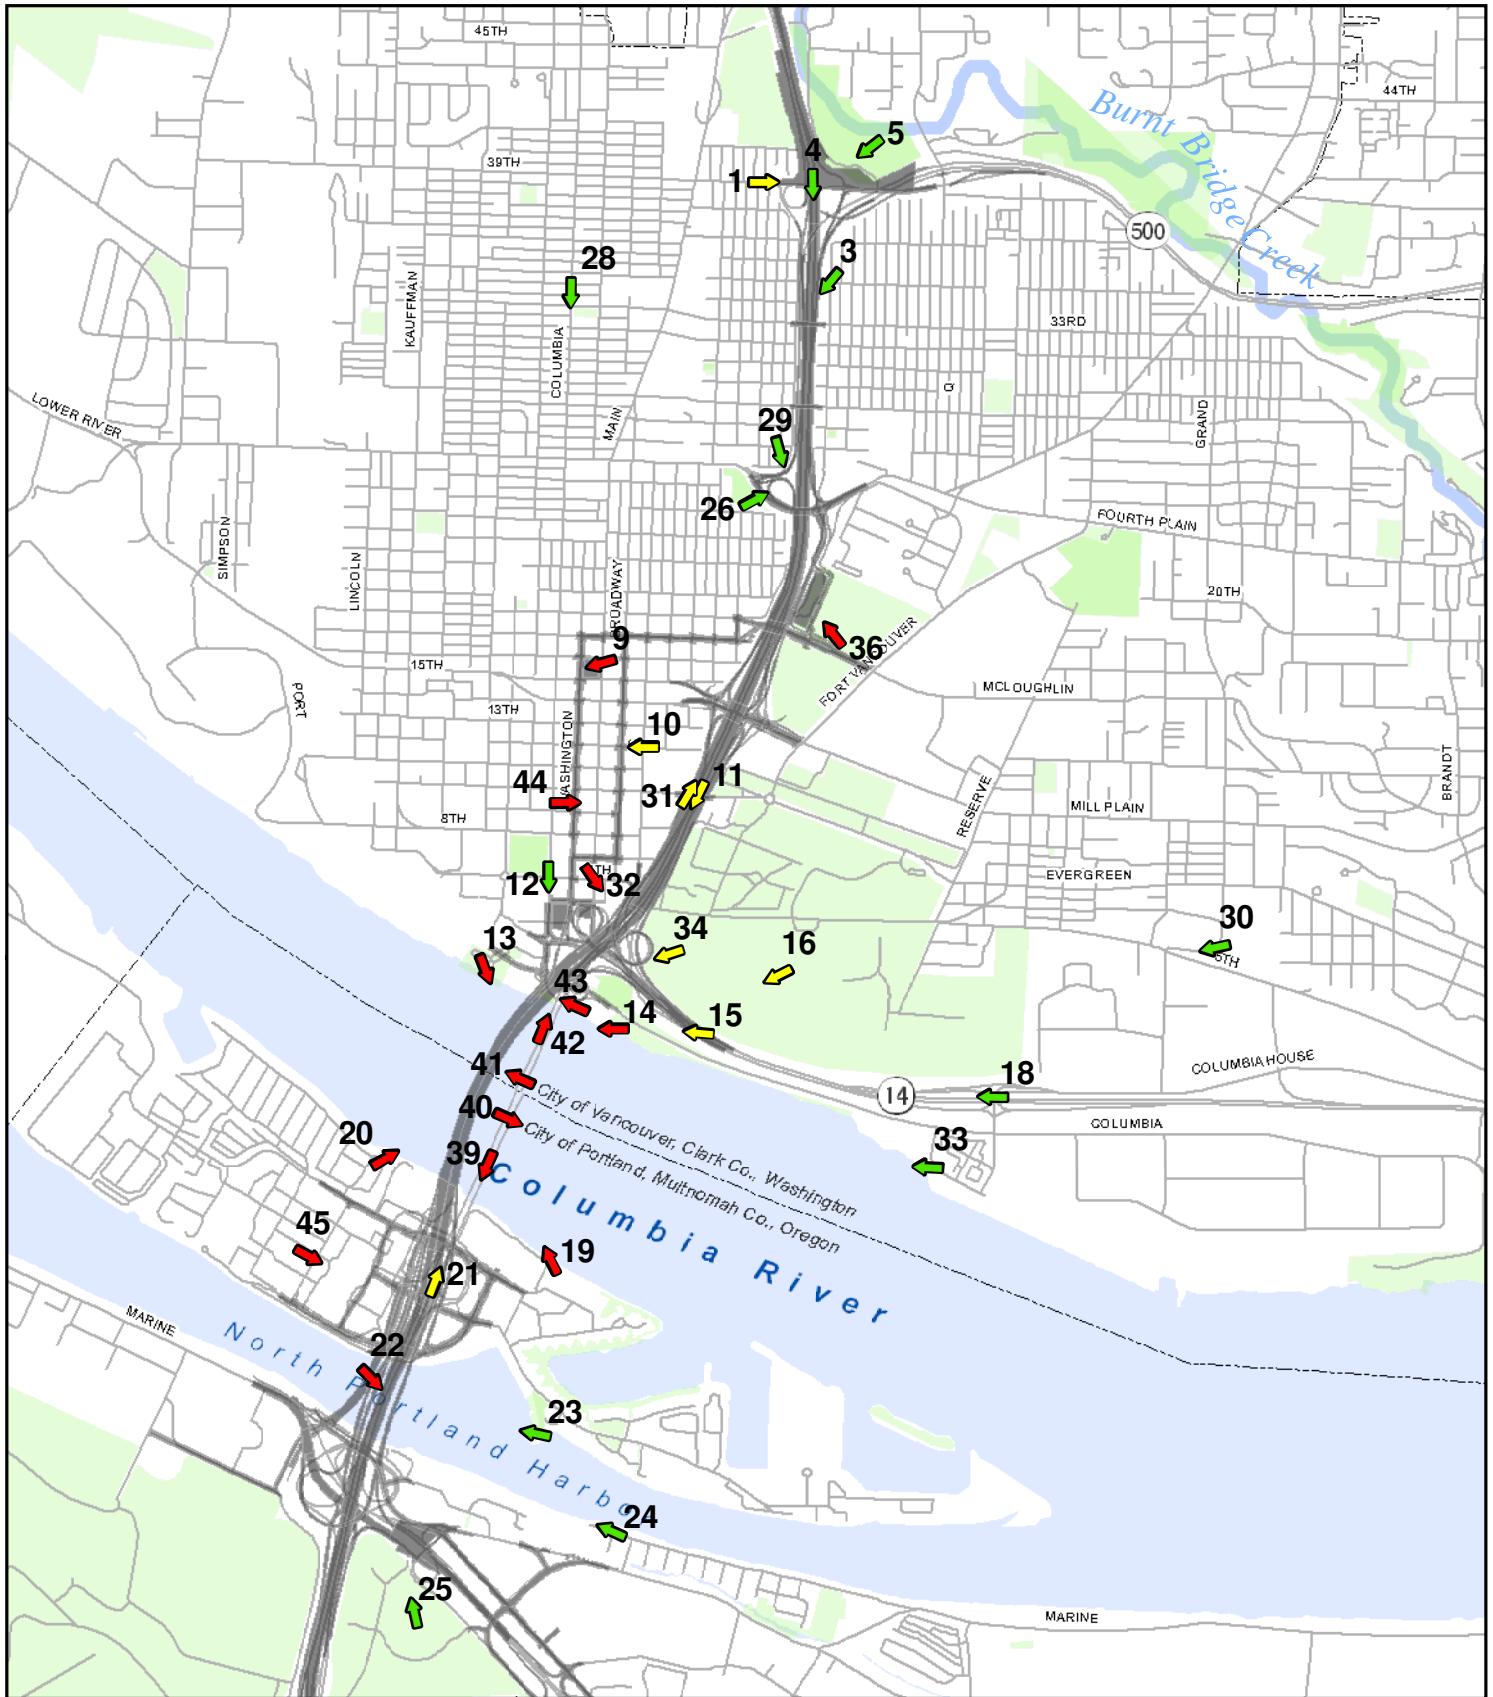 45TH
44TH
Burnt Bridge Creek
5
4
39TH
1
500
3
28
KAUFFMAN
33RD
COLUMBIA
Q
LOWER RIVER
MAIN
GRAND
29
26
FOURTH PLAIN
SIMPSON
LINCOLN
BROADWAY
20TH
9
36
FORT VANCOUVER
15TH
MCLOUGHLIN
PORT
13TH
10
WASHINGTON
BRANDT
44
31
11
RESERVE
MILL PLAIN
8TH
EVERGREEN
12
32
30
34
16
13
43
14
15
42
41
COLUMBIA HOUSE
18
14
City of Vancouver, Clark Co., Washington
40
City of Portland, Multnomah Co., Oregon
COLUMBIA
20
39
33
Columbia River
45
19
21
MARINE
22
North Portland Harbor
23
24
25
MARINE